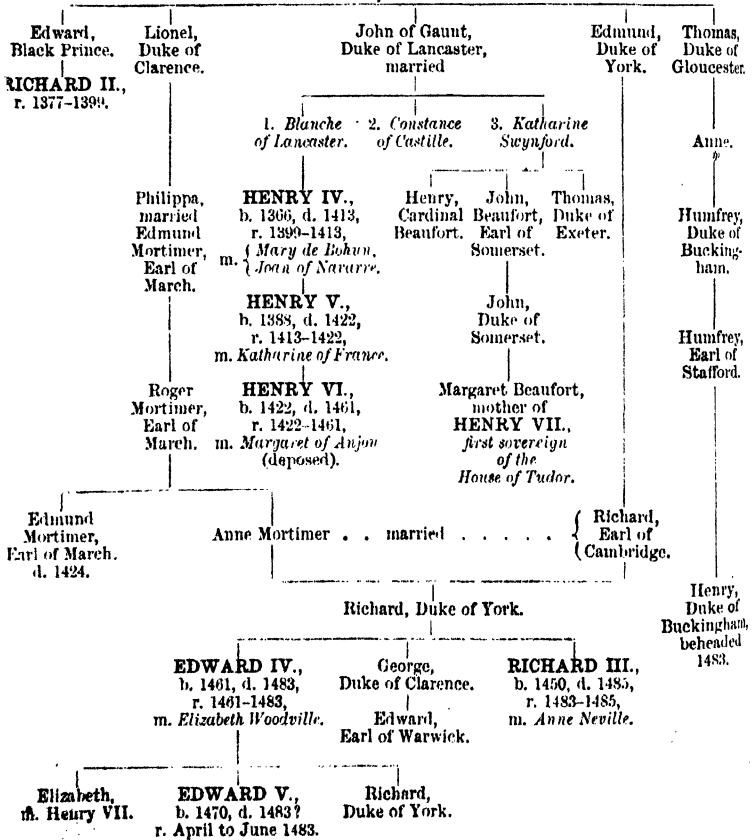 Edward,
Black Prince.
RICHARD II.,
r. 1377–1399.
Lionel,
Duke of
Clarence.
John of Gaunt,
Duke of Lancaster,
married
Edmund,
Duke of
York.
Thomas,
Duke of
Gloucester.
1. Blanche
of Lancaster.
2. Constance
of Castille.
3. Katharine
Swynford.
Anne.
Philippa,
married
Edmund
Mortimer,
Earl of
March.
HENRY IV.,
b. 1366, d. 1413,
r. 1399–1413,
m. { Mary de Bohun,
Joan of Navarre.
Henry,
Cardinal
Beaufort.
John,
Beaufort,
Earl of
Somerset.
Thomas,
Duke of
Exeter.
Humfrey,
Duke of
Bucking-
ham.
HENRY V.,
b. 1388, d. 1422,
r. 1413–1422,
m. Katharine of France.
John,
Duke of
Somerset.
Humfrey,
Earl of
Stafford.
Roger
Mortimer,
Earl of
March.
HENRY VI.,
b. 1422, d. 1461,
r. 1422–1461,
m. Margaret of Anjou
(deposed).
Margaret Beaufort,
mother of
HENRY VII.,
first sovereign
of the
House of Tudor.
Edmund
Mortimer,
Earl of March.
d. 1424.
Anne Mortimer . . married . . . . . { Richard,
Earl of
Cambridge.
Henry,
Duke of
Buckingham,
beheaded
1483.
Richard, Duke of York.
EDWARD IV.,
b. 1461, d. 1483,
r. 1461–1483,
m. Elizabeth Woodville.
George,
Duke of Clarence.
Edward,
Earl of Warwick.
RICHARD III.,
b. 1450, d. 1485,
r. 1483–1485,
m. Anne Neville.
Elizabeth,
m. Henry VII.
EDWARD V.,
b. 1470, d. 1483?
r. April to June 1483.
Richard,
Duke of York.